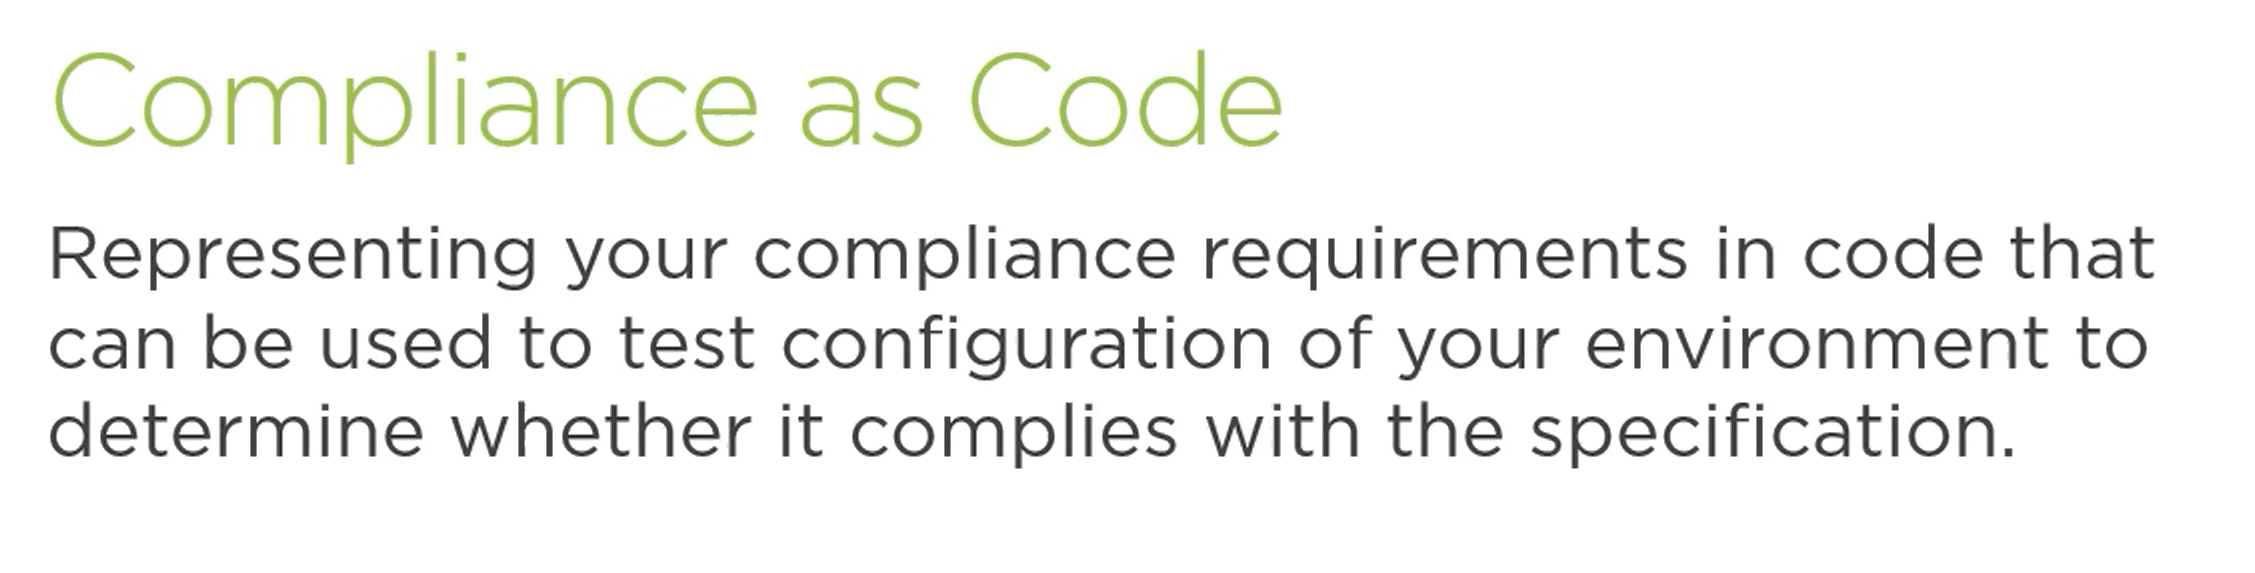 Compliance as Code
Representing your compliance requirements in code that
can be used to test configuration of your environment to
determine whether it complies with the specification.